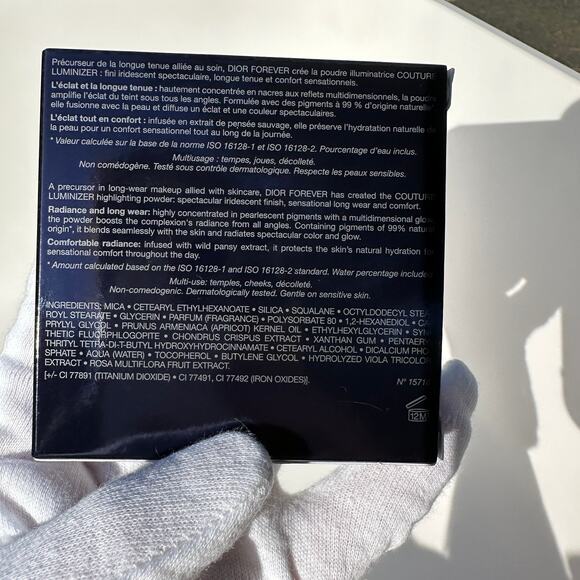 Précurseur de la longue tenue alliée au soin, DIOR FOREVER crée la poudre illuminatrice COUTURE
LUMINIZER : fini iridescent spectaculaire, longue tenue et confort sensationnels.
L'éclat et la longue tenue : hautement concentrée en nacres aux reflets multidimensionnels, la poudre
amplifie l'éclat du teint sous tous les angles. Formulée avec des pigments à 99 % d'origine naturelle*
elle fusionne avec la peau et diffuse un éclat et une couleur spectaculaires.
L'éclat tout en confort : infusée en extrait de pensée sauvage, elle préserve l'hydratation naturelle de
la peau pour un confort sensationnel tout au long de la journée.
* Valeur calculée sur la base de la norme ISO 16128-1 et ISO 16128-2. Pourcentage d'eau inclus.
Multiusage : tempes, joues, décolleté.
Non comédogène. Testé sous contrôle dermatologique. Respecte les peaux sensibles.
A precursor in long-wear makeup allied with skincare, DIOR FOREVER has created the COUTURE
LUMINIZER highlighting powder: spectacular iridescent finish, sensational long wear and comfort.
Radiance and long wear: highly concentrated in pearlescent pigments with a multidimensional glow
the powder boosts the complexion's radiance from all angles. Containing pigments of 99% natural
origin*, it blends seamlessly with the skin and radiates spectacular color and glow.
Comfortable radiance: infused with wild pansy extract, it protects the skin's natural hydration for
sensational comfort throughout the day.
* Amount calculated based on the ISO 16128-1 and ISO 16128-2 standard. Water percentage included
Multi-use: temples, cheeks, décolleté.
Non-comedogenic. Dermatologically tested. Gentle on sensitive skin.
INGREDIENTS: MICA • CETEARYL ETHYLHEXANOATE • SILICA • SQUALANE • OCTYLDODECYL STEA-
ROYL STEARATE • GLYCERIN • PARFUM (FRAGRANCE) • POLYSORBATE 80 • 1,2-HEXANEDIOL • CA-
PRYLYL GLYCOL • PRUNUS ARMENIACA (APRICOT) KERNEL OIL • ETHYLHEXYLGLYCERIN • SYN-
THETIC FLUORPHLOGOPITE • CHONDRUS CRISPUS EXTRACT • XANTHAN GUM • PENTAERY-
THRITYL TETRA-DI-T-BUTYL HYDROXYHYDROCINNAMATE • CETEARYL ALCOHOL • DICALCIUM PHO-
SPHATE • AQUA (WATER) • TOCOPHEROL • BUTYLENE GLYCOL • HYDROLYZED VIOLA TRICOLOR
EXTRACT • ROSA MULTIFLORA FRUIT EXTRACT.
[+/- CI 77891 (TITANIUM DIOXIDE) • CI 77491, CI 77492 (IRON OXIDES)].
N° 1571
12M